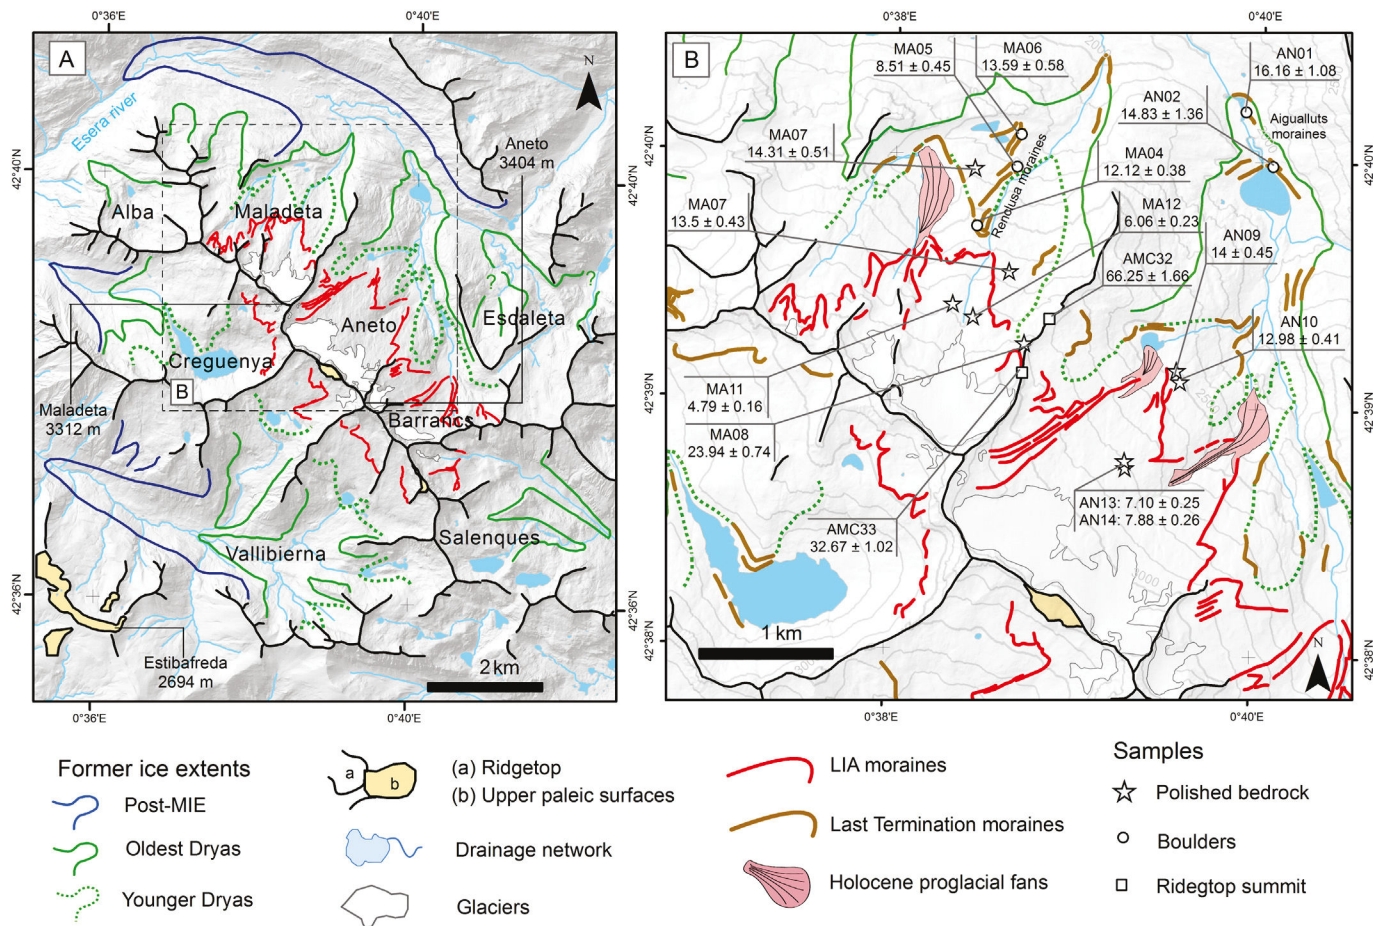 0°36'E
0°40'E
A
N
Esera river
Aneto
3404 m
42°40'N
42°40'N
Alba
Maladeta
?
?
Esdaleta
Aneto
Creguenya
B
Maladeta
3312 m
Barrancs
Vallibierna
Salenques
42°36'N
42°36'N
Estibafreda
2694 m
2 km
0°36'E
0°40'E
0°38'E
0°40'E
B
MA05
8.51 ± 0.45
MA06
13.59 ± 0.58
AN01
16.16 ± 1.08
AN02
14.83 ± 1.36
Aigualluts
moraines
MA07
14.31 ± 0.51
42°40'N
42°40'N
MA04
12.12 ± 0.38
Renclusa moraines
MA07
13.5 ± 0.43
MA12
6.06 ± 0.23
AN09
14 ± 0.45
AMC32
66.25 ± 1.66
AN10
12.98 ± 0.41
MA11
4.79 ± 0.16
42°39'N
42°39'N
MA08
23.94 ± 0.74
AN13: 7.10 ± 0.25
AN14: 7.88 ± 0.26
AMC33
32.67 ± 1.02
3000
1 km
42°38'N
42°38'N
N
0°38'E
0°40'E
Former ice extents
Post-MIE
Oldest Dryas
Younger Dryas
a
b
(a) Ridgetop
(b) Upper paleic surfaces
Drainage network
Glaciers
LIA moraines
Last Termination moraines
Holocene proglacial fans
Samples
Polished bedrock
Boulders
Ridegtop summit